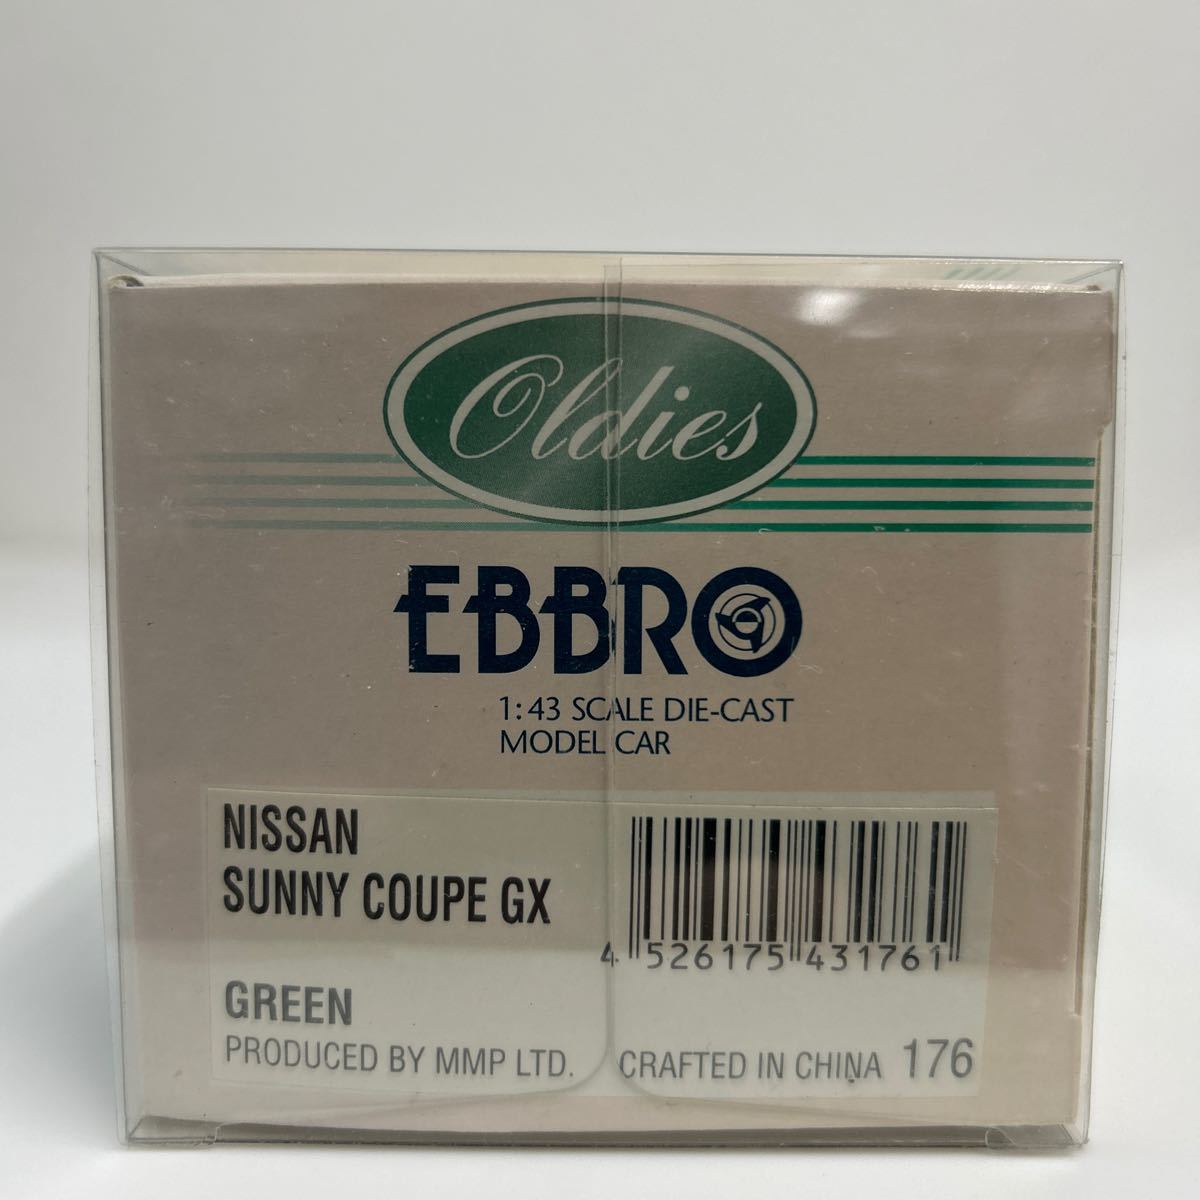 Oldies
EBBRO
1:43 SCALE DIE-CAST
MODEL CAR
NISSAN
SUNNY COUPE GX
4 526175 431761
GREEN
PRODUCED BY MMP LTD. CRAFTED IN CHINA 176